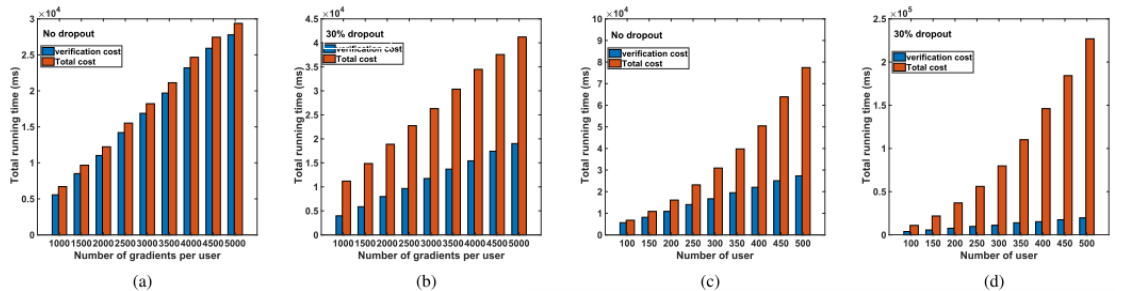 ×10⁴
3
2.5
2
1.5
1
0.5
0
Total running time (ms)
No dropout
verification cost
Total cost
1000 1500 2000 2500 3000 3500 4000 4500 5000
Number of gradients per user
(a)
×10⁴
4.5
4
3.5
3
2.5
2
1.5
1
0.5
0
Total running time (ms)
30% dropout
verification cost
Total cost
1000 1500 2000 2500 3000 3500 4000 4500 5000
Number of gradients per user
(b)
×10⁴
10
9
8
7
6
5
4
3
2
1
0
Total running time (ms)
No dropout
verification cost
Total cost
100 150 200 250 300 350 400 450 500
Number of user
(c)
×10⁵
2.5
2
1.5
1
0.5
0
Total running time (ms)
30% dropout
verification cost
Total cost
100 150 200 250 300 350 400 450 500
Number of user
(d)